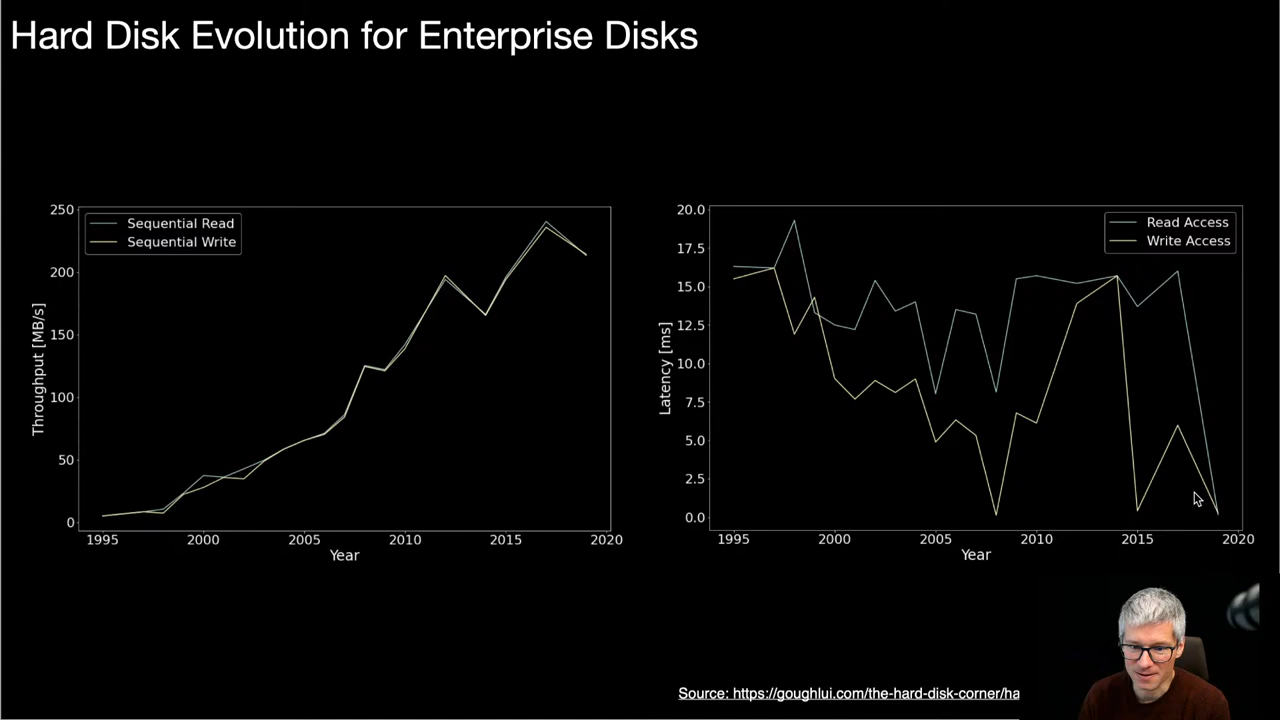 Hard Disk Evolution for Enterprise Disks
250
200
150
100
50
0
Throughput [MB/s]
Sequential Read
Sequential Write
1995 2000 2005 2010 2015 2020
Year
20.0
17.5
15.0
12.5
10.0
7.5
5.0
2.5
0.0
Latency [ms]
Read Access
Write Access
1995 2000 2005 2010 2015 2020
Year
Source: https://goughlui.com/the-hard-disk-corner/ha